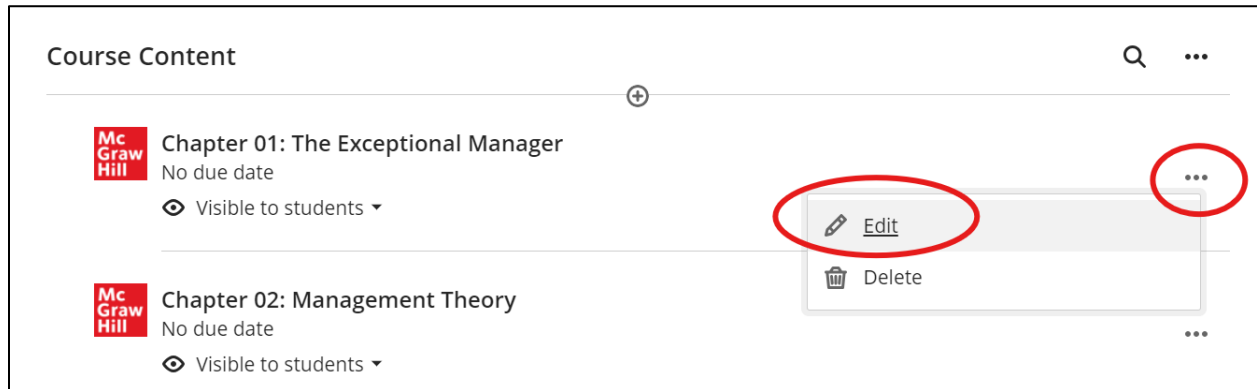 Course Content
Mc
Graw
Hill
Chapter 01: The Exceptional Manager
No due date
Visible to students
Edit
Delete
Mc
Graw
Hill
Chapter 02: Management Theory
No due date
Visible to students